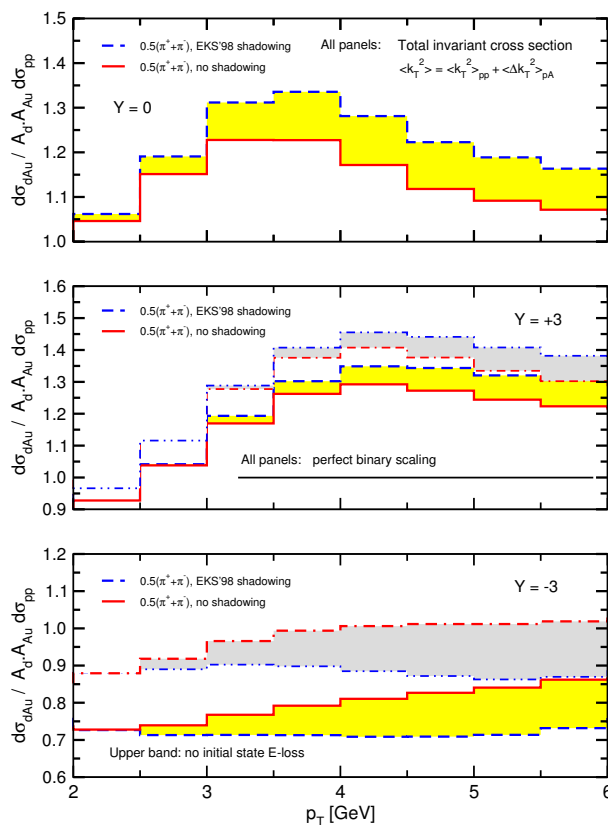 0.5(π⁺+π⁻), EKS'98 shadowing
0.5(π⁺+π⁻), no shadowing
All panels: Total invariant cross section
<k_T²> = <k_T²>_pp + <Δk_T²>_pA
Y = 0
dσ_dAu / A_d.A_Au dσ_pp
1.4
1.3
1.2
1.1
1.0
0.5(π⁺+π⁻), EKS'98 shadowing
0.5(π⁺+π⁻), no shadowing
Y = +3
All panels: perfect binary scaling
dσ_dAu / A_d.A_Au dσ_pp
1.6
1.5
1.4
1.3
1.2
1.1
1.0
0.9
0.5(π⁺+π⁻), EKS'98 shadowing
0.5(π⁺+π⁻), no shadowing
Y = -3
Upper band: no initial state E-loss
dσ_dAu / A_d.A_Au dσ_pp
1.2
1.1
1.0
0.9
0.8
0.7
0.6
2 3 4 5 6
p_T [GeV]